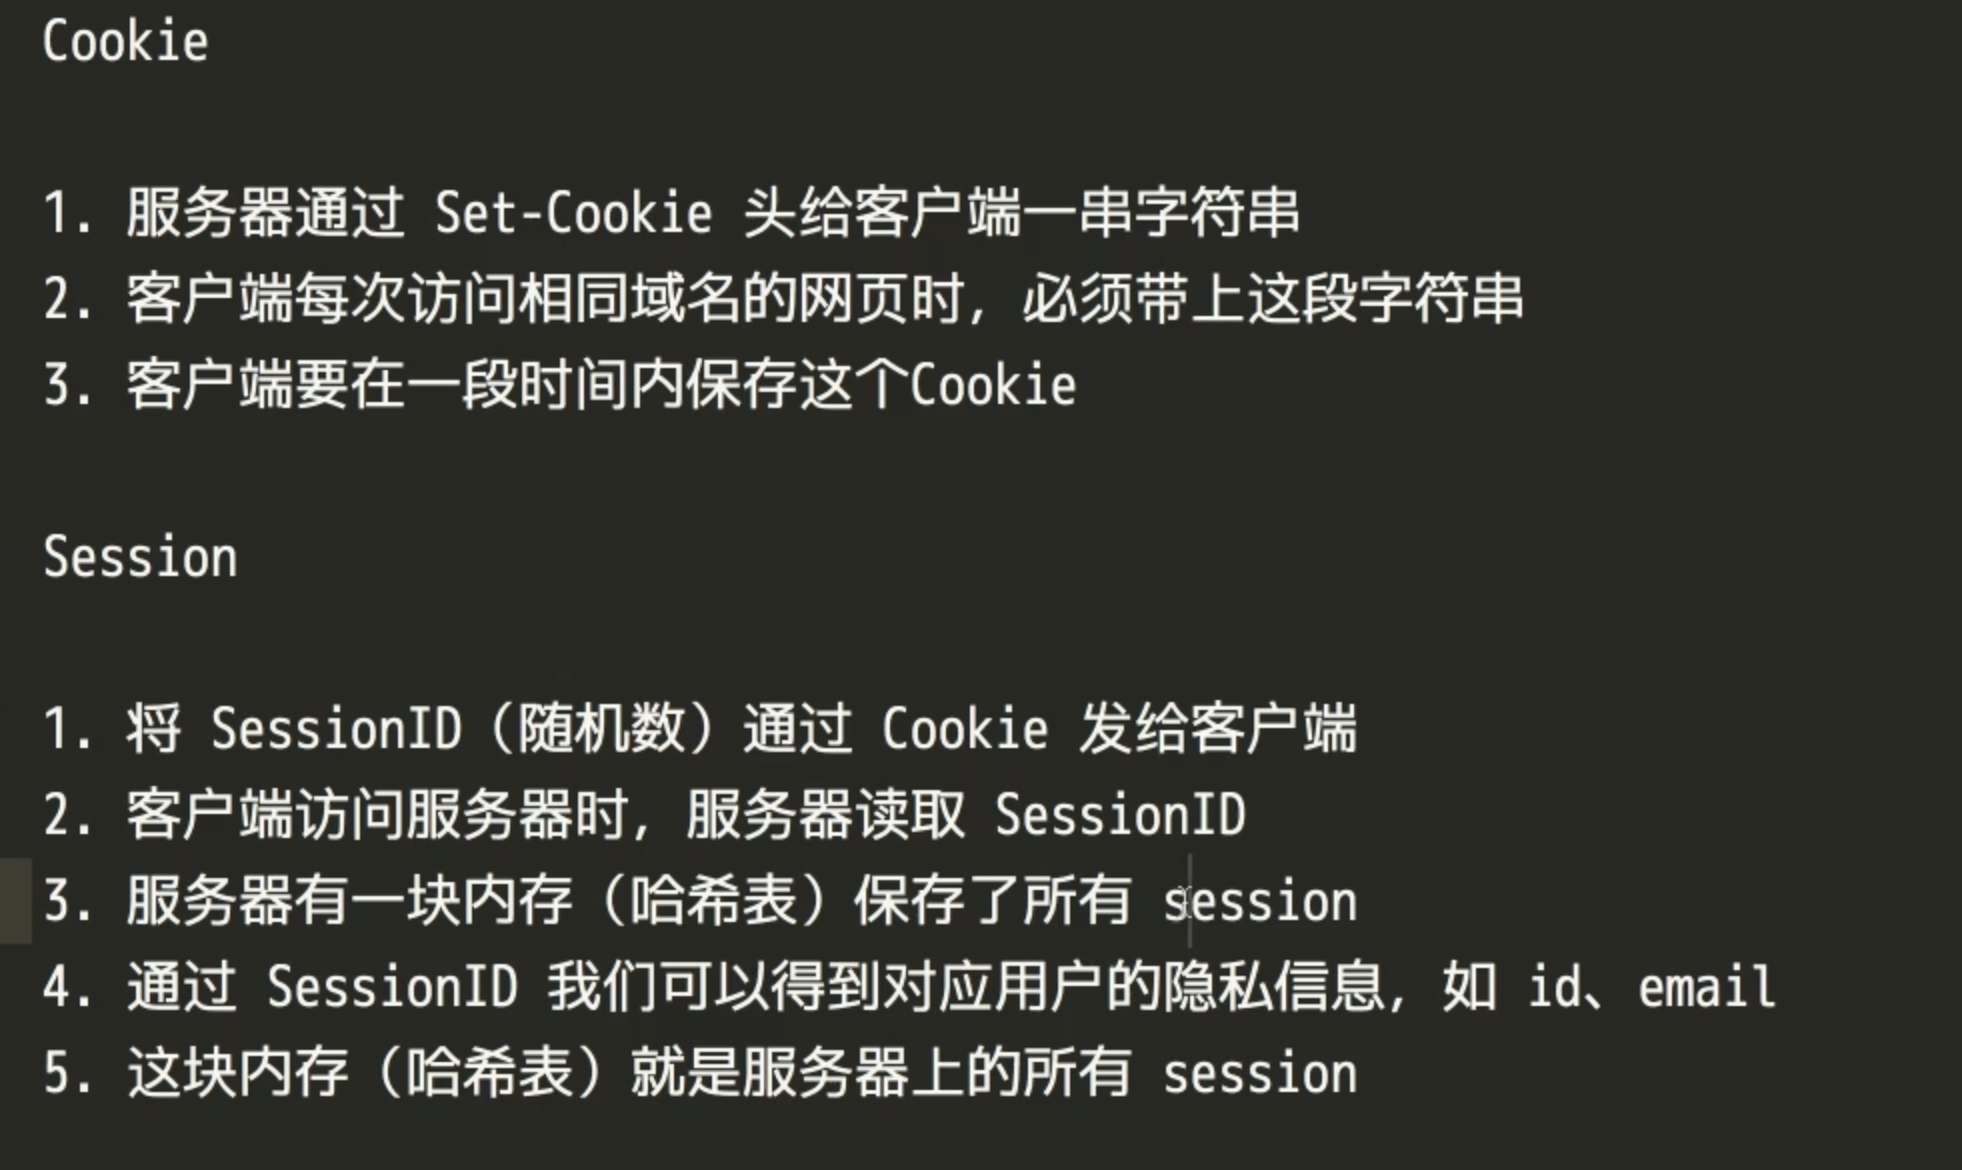 Cookie
1. 服务器通过 Set-Cookie 头给客户端一串字符串
2. 客户端每次访问相同域名的网页时, 必须带上这段字符串
3. 客户端要在一段时间内保存这个Cookie
Session
1. 将 SessionID（随机数）通过 Cookie 发给客户端
2. 客户端访问服务器时, 服务器读取 SessionID
3. 服务器有一块内存（哈希表）保存了所有 session
4. 通过 SessionID 我们可以得到对应用户的隐私信息, 如 id、email
5. 这块内存（哈希表）就是服务器上的所有 session